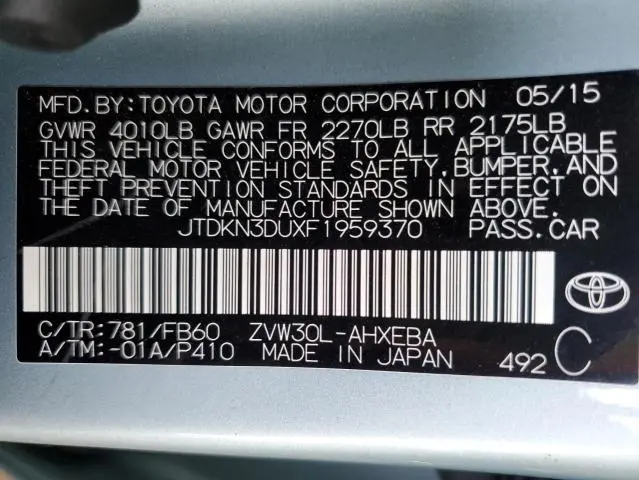 MFD. BY: TOYOTA MOTOR CORPORATION 05/15
GVWR 4010LB GAWR FR 2270LB RR 2175LB
THIS VEHICLE CONFORMS TO ALL APPLICABLE
FEDERAL MOTOR VEHICLE SAFETY, BUMPER, AND
THEFT PREVENTION STANDARDS IN EFFECT ON
THE DATE OF MANUFACTURE SHOWN ABOVE.
JTDKN3DUXF1959370 PASS.CAR
C/TR: 781/FB60 ZVW30L-AHXEBA
A/TM: -01A/P410 MADE IN JAPAN
492 C